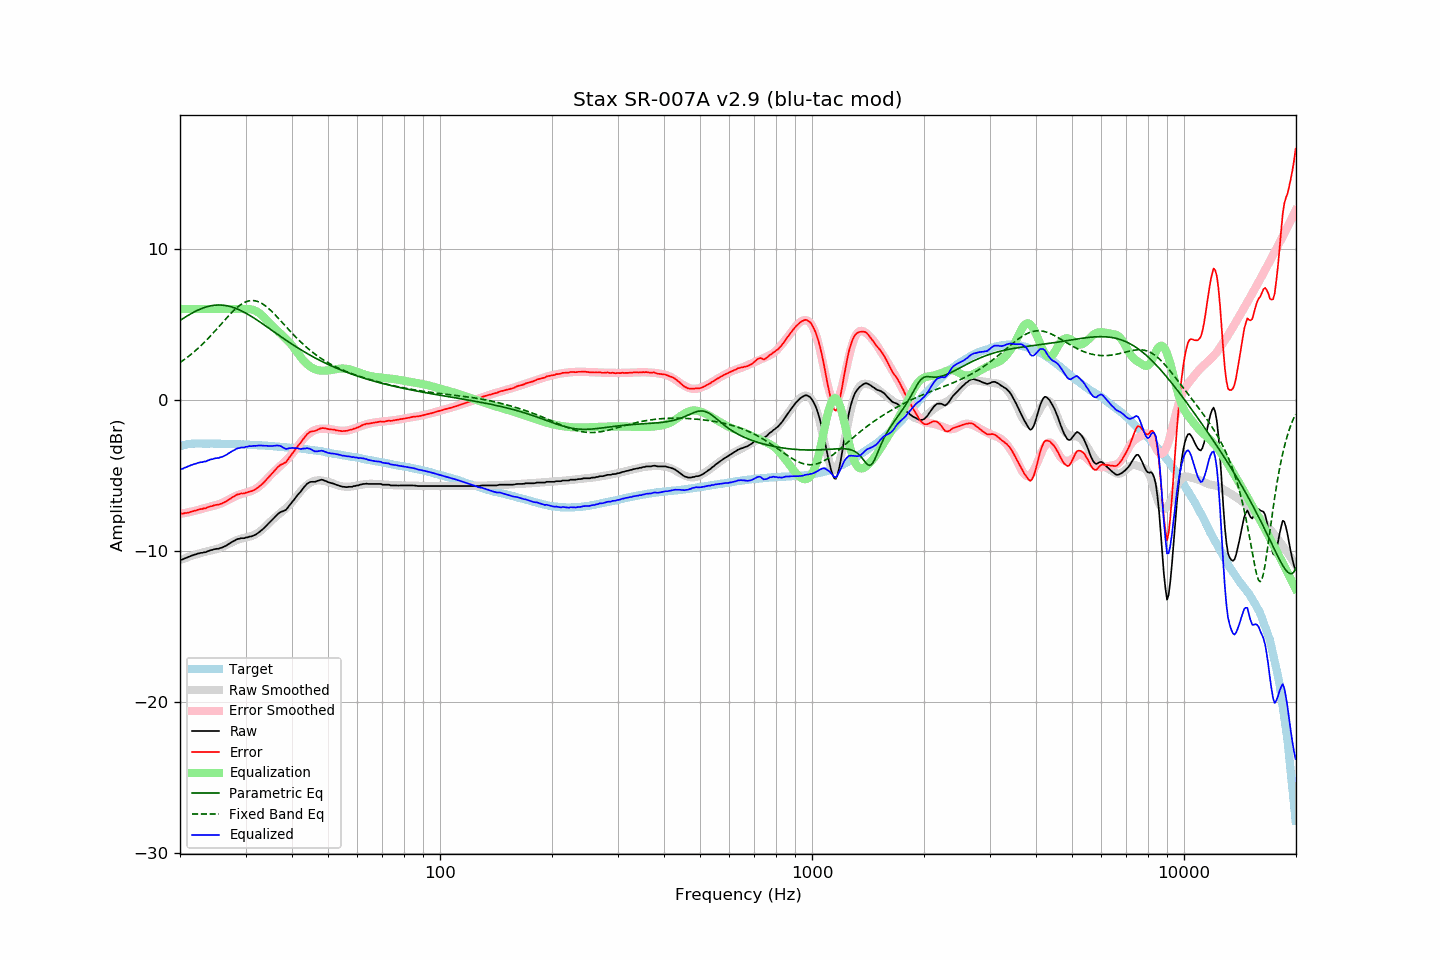 Stax SR-007A v2.9 (blu-tac mod)
Amplitude (dBr)
10
0
−10
−20
−30
Target
Raw Smoothed
Error Smoothed
Raw
Error
Equalization
Parametric Eq
Fixed Band Eq
Equalized
100
1000
10000
Frequency (Hz)